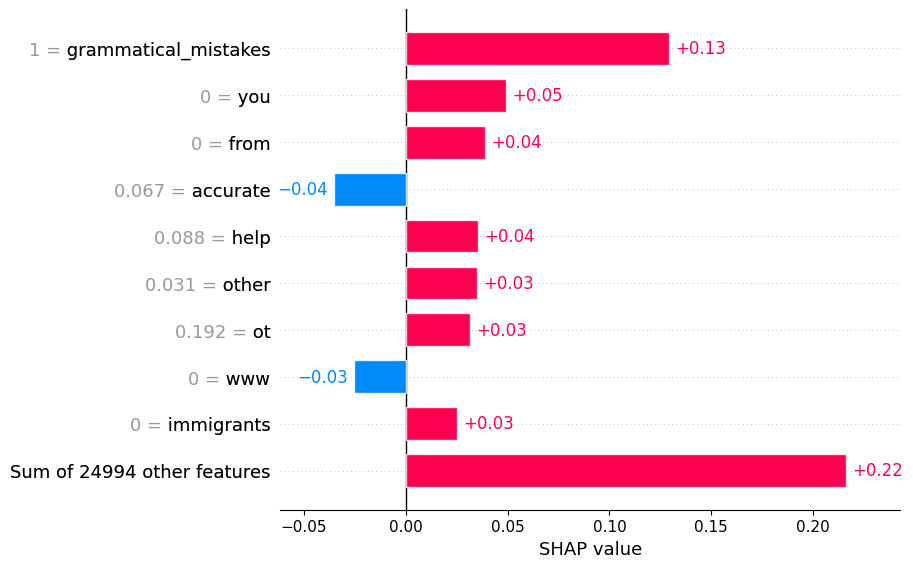 1 = grammatical_mistakes +0.13
0 = you +0.05
0 = from +0.04
0.067 = accurate −0.04
0.088 = help +0.04
0.031 = other +0.03
0.192 = ot +0.03
0 = www −0.03
0 = immigrants +0.03
Sum of 24994 other features +0.22
−0.05 0.00 0.05 0.10 0.15 0.20
SHAP value